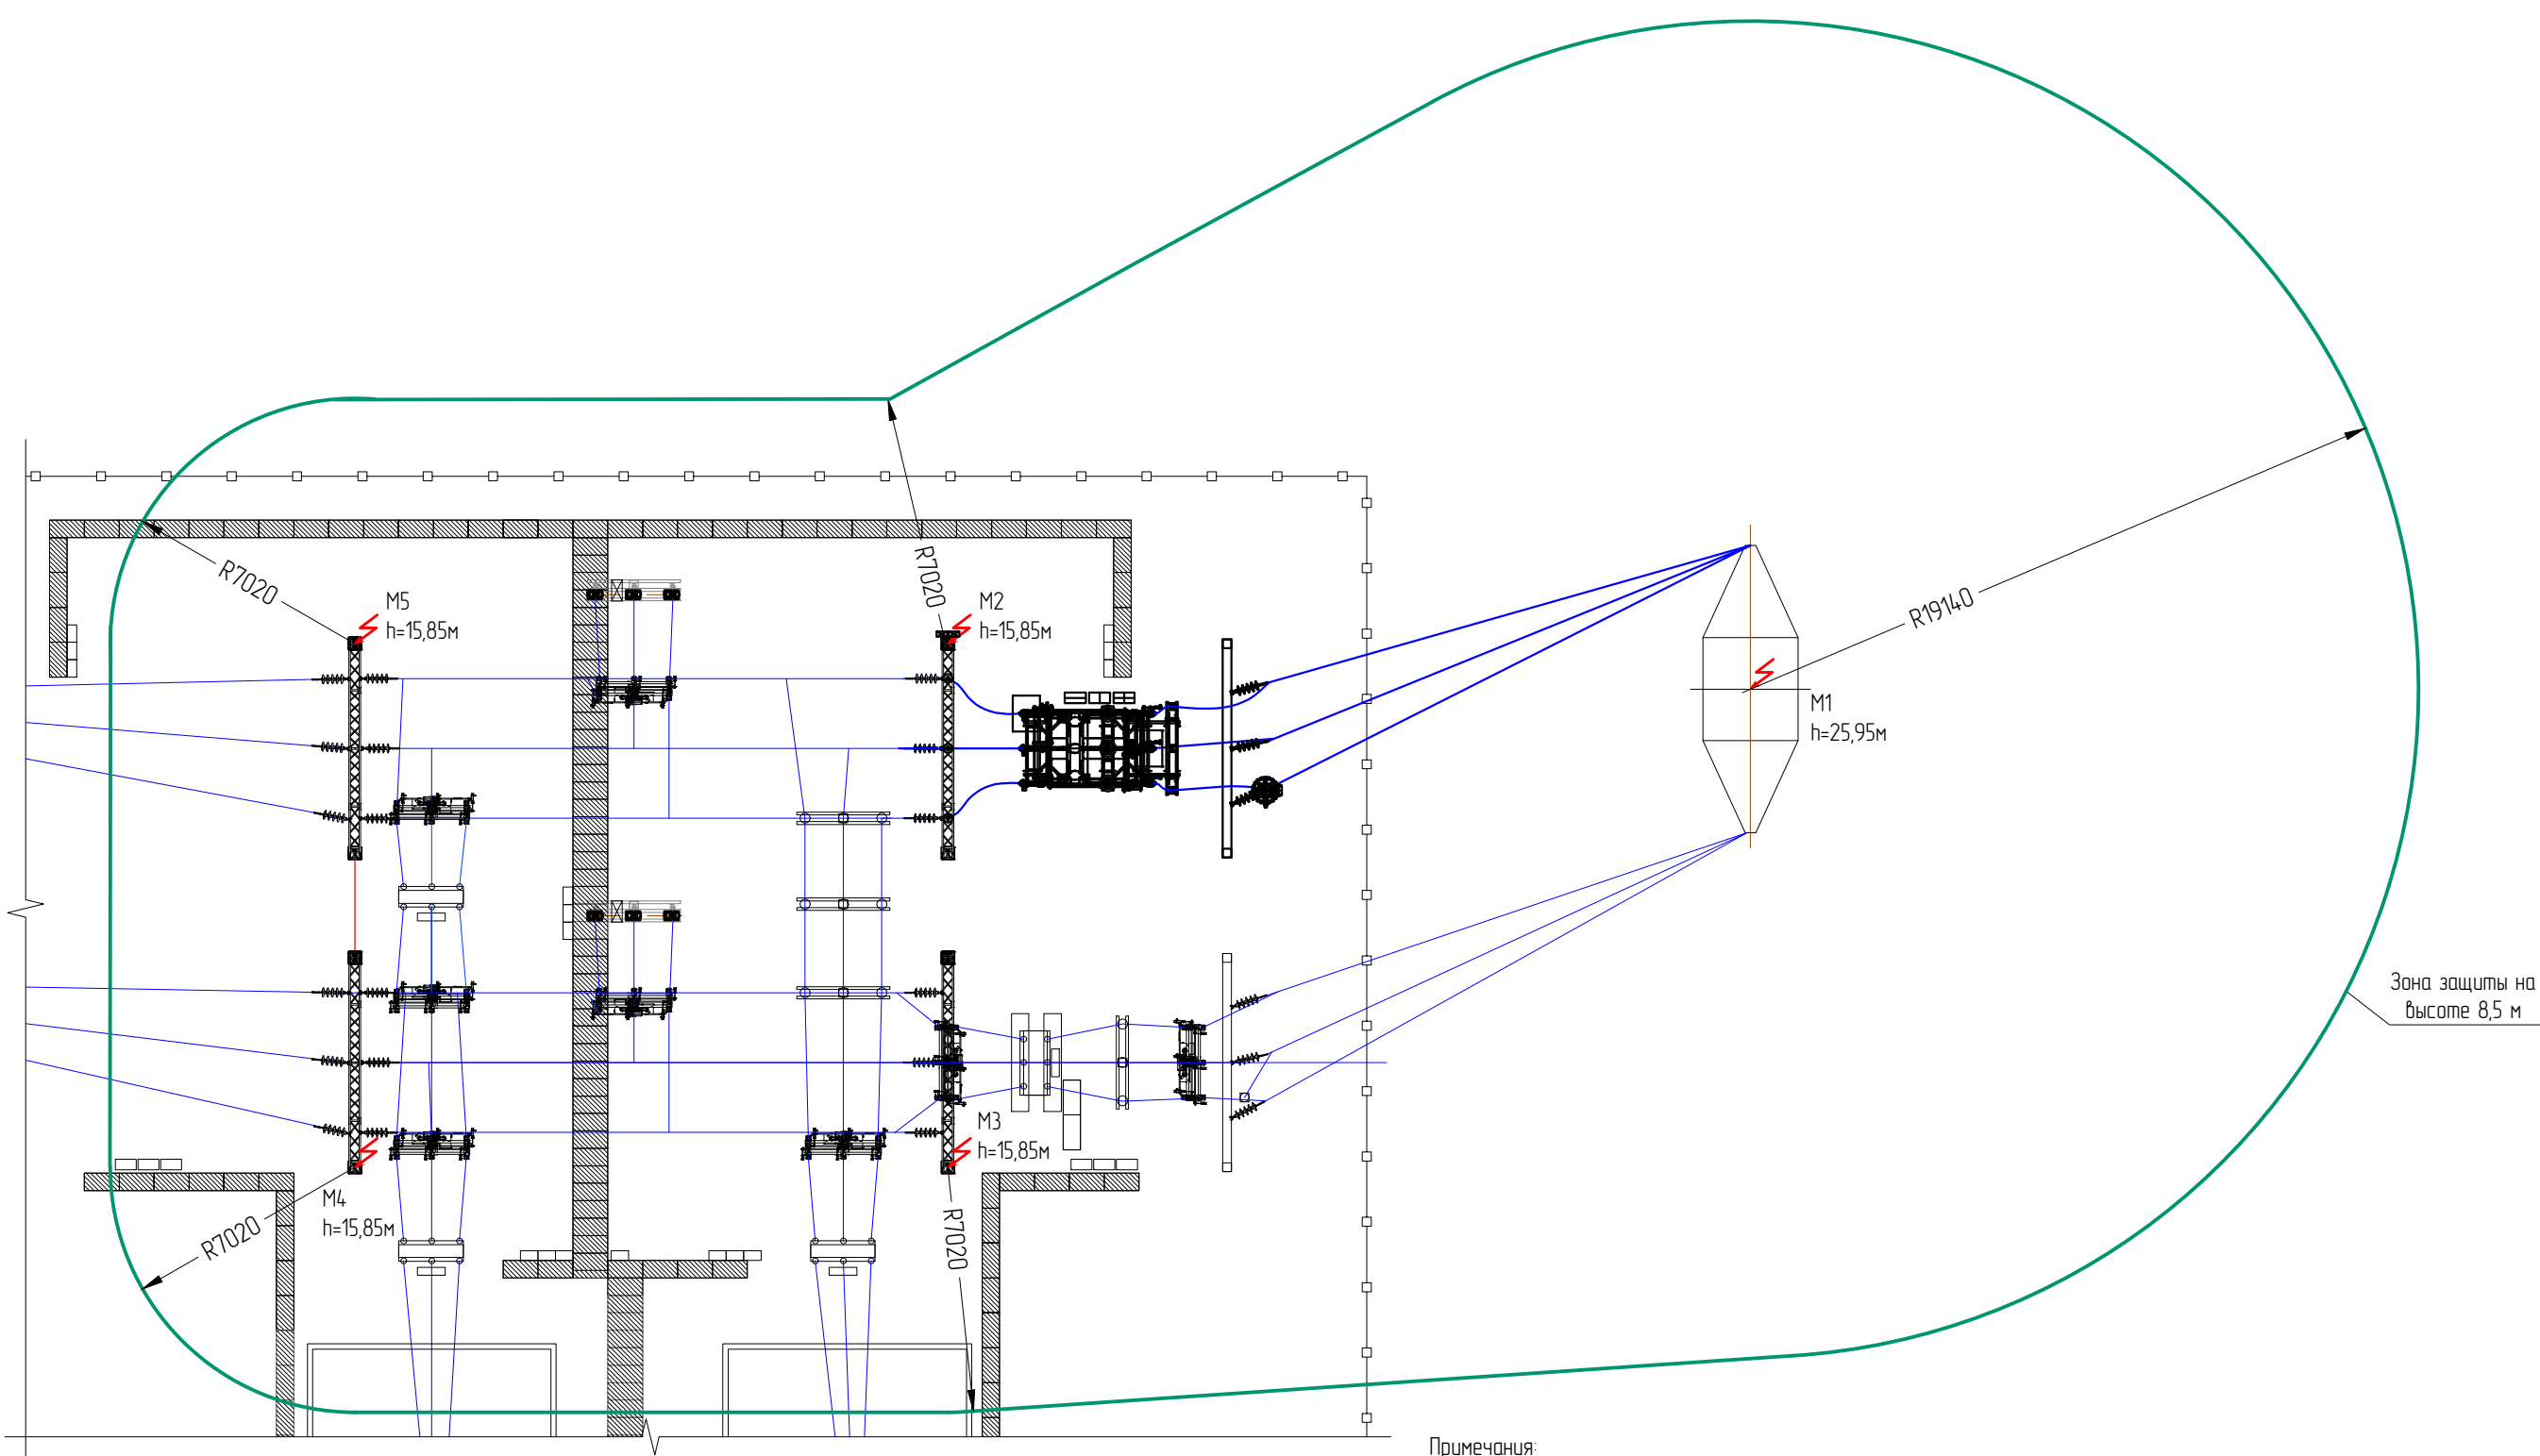 R7020
M5
h=15,85м
R7020
M2
h=15,85м
R19140
M1
h=25,95м
Зона защиты на
высоте 8,5 м
M3
h=15,85м
M4
h=15,85м
R7020
R7020
Примечания: